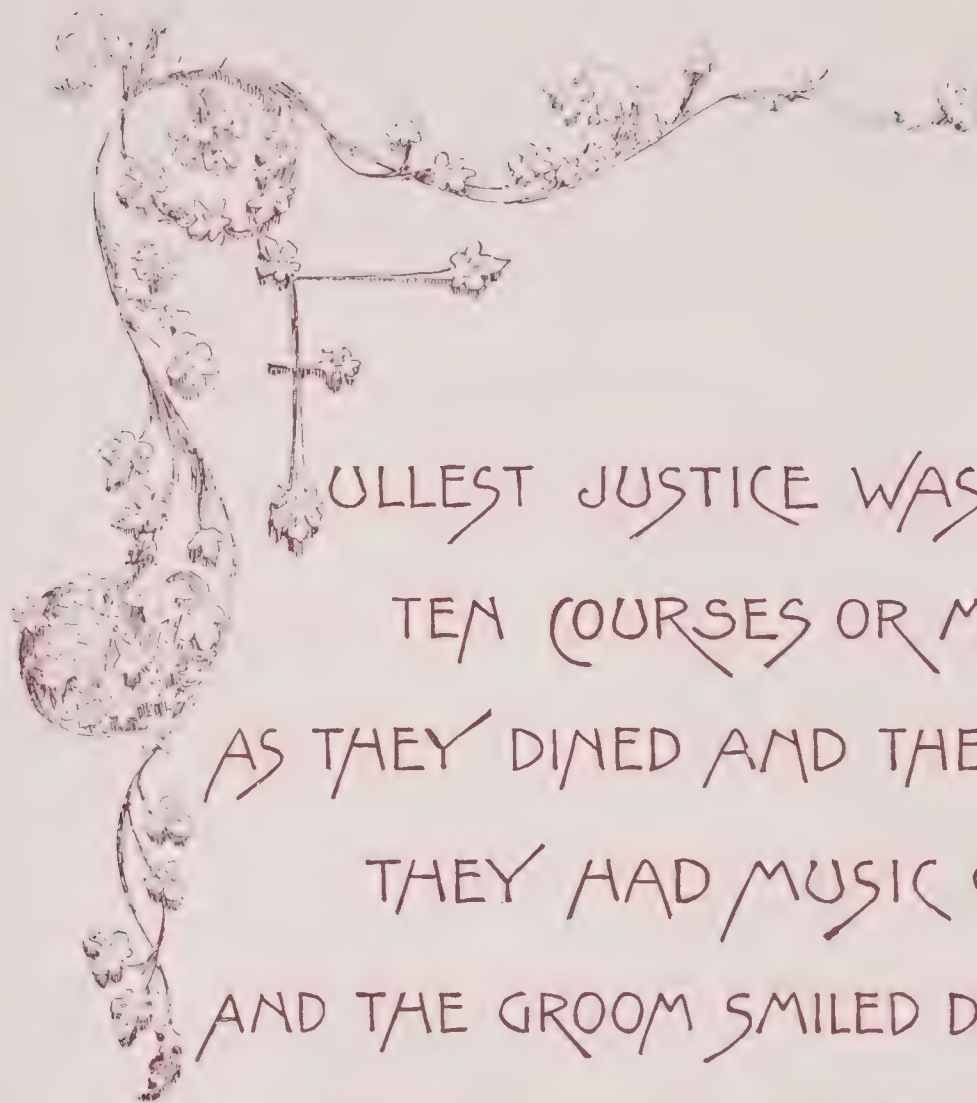 FULLEST JUSTICE WAS
TEN COURSES OR M
AS THEY DINED AND THE
THEY HAD MUSIC
AND THE GROOM SMILED D